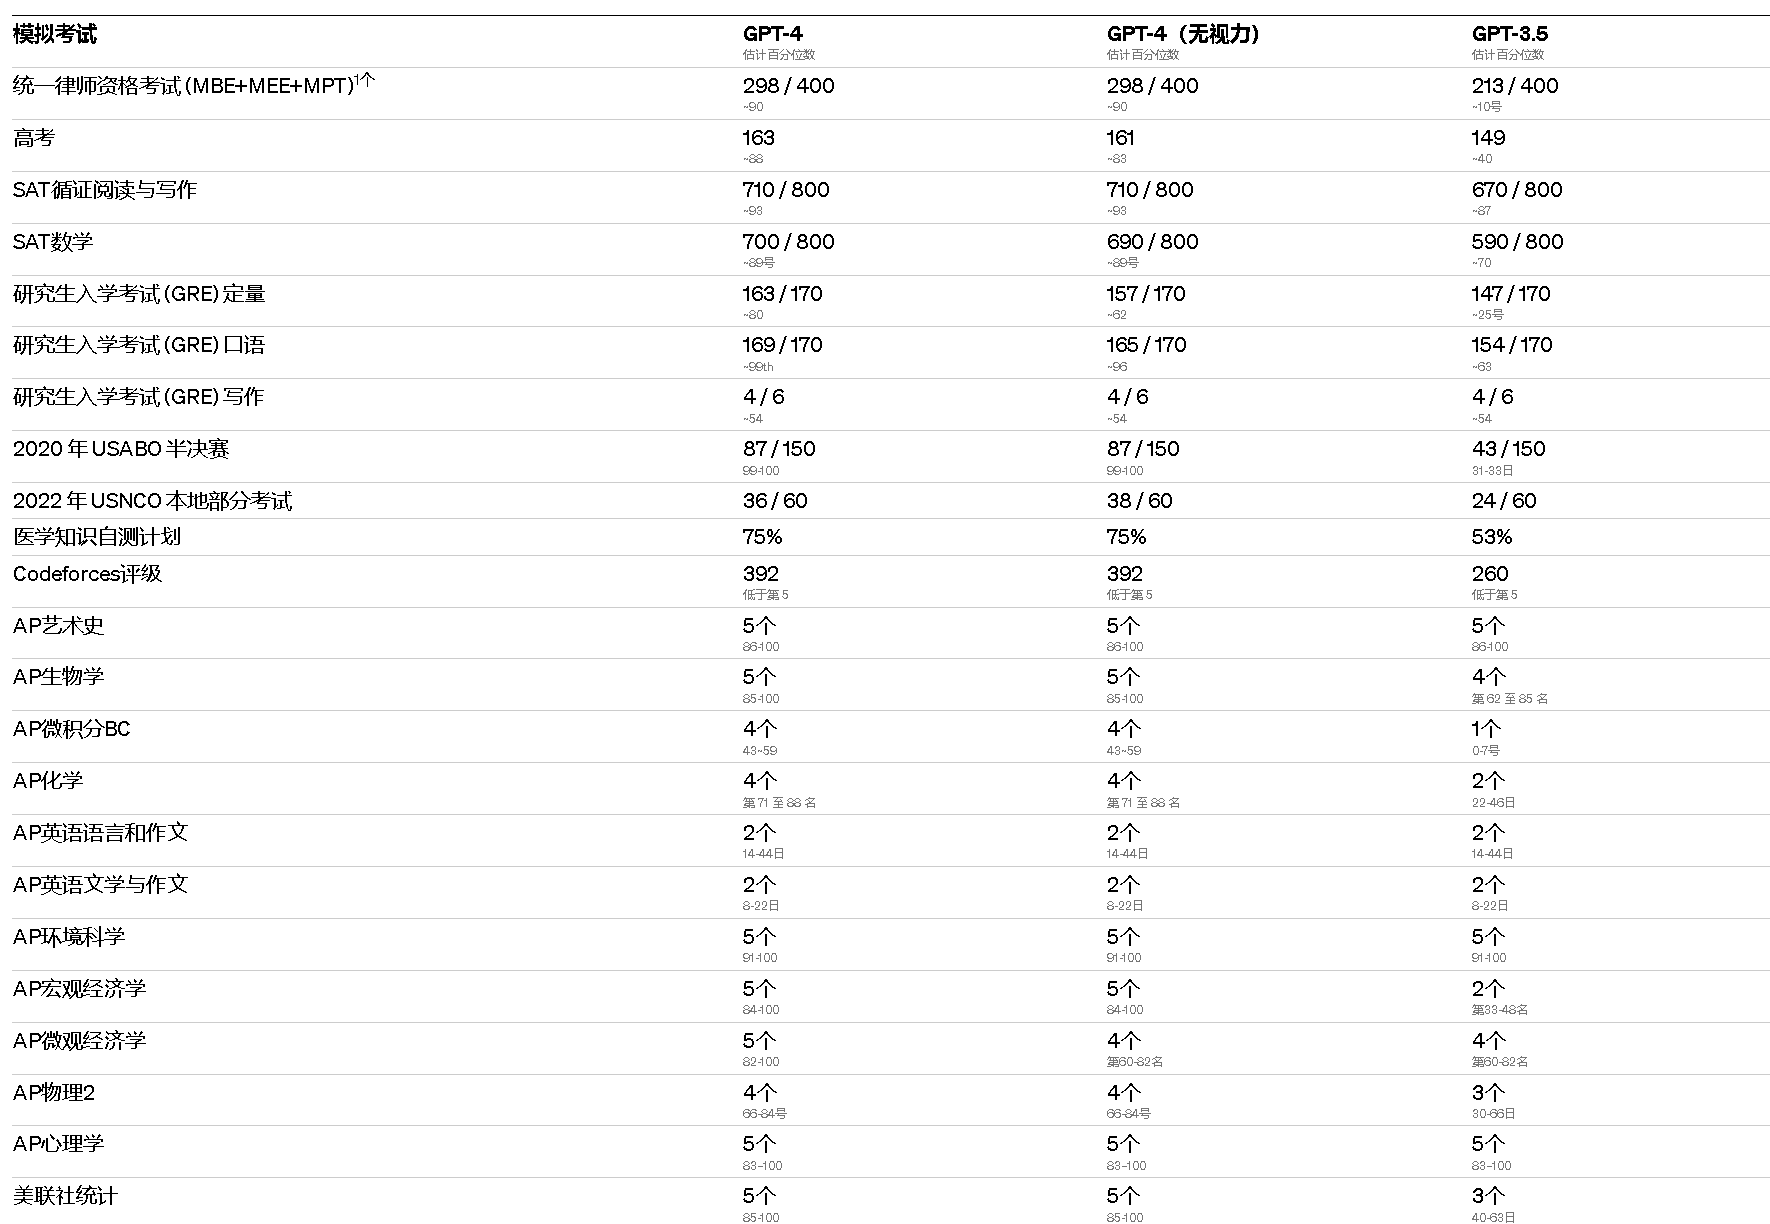 模拟考试 GPT-4 GPT-4（无视力） GPT-3.5
估计百分位数 估计百分位数 估计百分位数
统一律师资格考试 (MBE+MEE+MPT)1个 298 / 400 298 / 400 213 / 400
~90 ~90 ~10号
高考 163 161 149
~88 ~83 ~40
SAT循证阅读与写作 710 / 800 710 / 800 670 / 800
~93 ~93 ~87
SAT数学 700 / 800 690 / 800 590 / 800
~89号 ~89号 ~70
研究生入学考试 (GRE) 定量 163 / 170 157 / 170 147 / 170
~80 ~62 ~25号
研究生入学考试 (GRE) 口语 169 / 170 165 / 170 154 / 170
~99th ~96 ~63
研究生入学考试 (GRE) 写作 4 / 6 4 / 6 4 / 6
~54 ~54 ~54
2020 年 USABO 半决赛 87 / 150 87 / 150 43 / 150
99-100 99-100 31-33日
2022 年 USNCO 本地部分考试 36 / 60 38 / 60 24 / 60
医学知识自测计划 75% 75% 53%
Codeforces评级 392 392 260
低于第 5 低于第 5 低于第 5
AP艺术史 5个 5个 5个
86-100 86-100 86-100
AP生物学 5个 5个 4个
85-100 85-100 第 62 至 85 名
AP微积分BC 4个 4个 1个
43~59 43~59 0-7号
AP化学 4个 4个 2个
第 71 至 88 名 第 71 至 88 名 22-46日
AP英语语言和作文 2个 2个 2个
14-44日 14-44日 14-44日
AP英语文学与作文 2个 2个 2个
8-22日 8-22日 8-22日
AP环境科学 5个 5个 5个
91-100 91-100 91-100
AP宏观经济学 5个 5个 2个
84-100 84-100 第33-48名
AP微观经济学 5个 4个 4个
82-100 第60-82名 第60-82名
AP物理2 4个 4个 3个
66-84号 66-84号 30-66日
AP心理学 5个 5个 5个
83-100 83-100 83-100
美联社统计 5个 5个 3个
85-100 85-100 40-63日